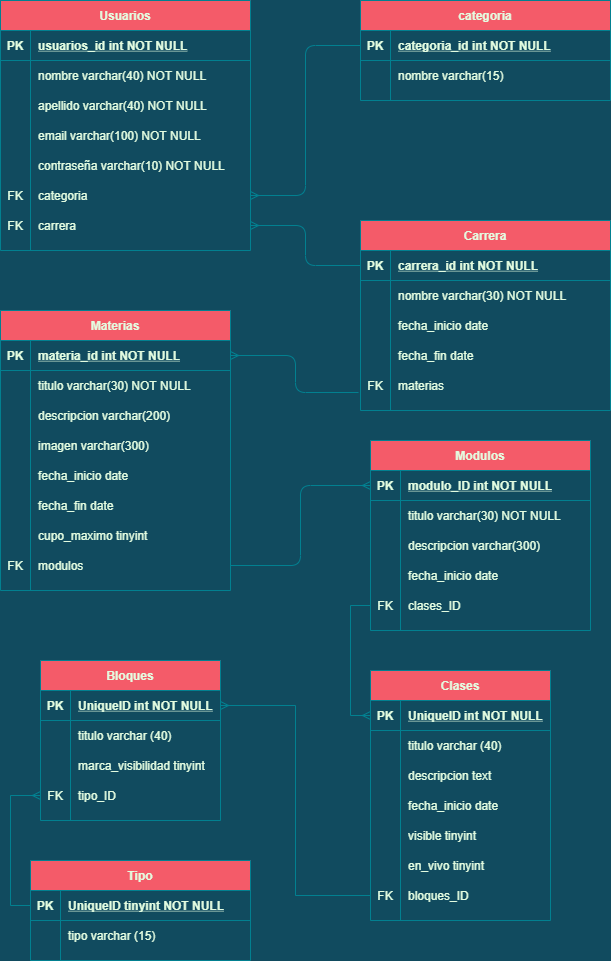 Usuarios
PK usuarios_id int NOT NULL
nombre varchar(40) NOT NULL
apellido varchar(40) NOT NULL
email varchar(100) NOT NULL
contraseña varchar(10) NOT NULL
FK categoria
FK carrera
categoria
PK categoria_id int NOT NULL
nombre varchar(15)
Carrera
PK carrera_id int NOT NULL
nombre varchar(30) NOT NULL
fecha_inicio date
fecha_fin date
FK materias
Materias
PK materia_id int NOT NULL
titulo varchar(30) NOT NULL
descripcion varchar(200)
imagen varchar(300)
fecha_inicio date
fecha_fin date
cupo_maximo tinyint
FK modulos
Modulos
PK modulo_ID int NOT NULL
titulo varchar(30) NOT NULL
descripcion varchar(300)
fecha_inicio date
FK clases_ID
Bloques
PK UniqueID int NOT NULL
titulo varchar (40)
marca_visibilidad tinyint
FK tipo_ID
Clases
PK UniqueID int NOT NULL
titulo varchar (40)
descripcion text
fecha_inicio date
visible tinyint
en_vivo tinyint
FK bloques_ID
Tipo
PK UniqueID tinyint NOT NULL
tipo varchar (15)